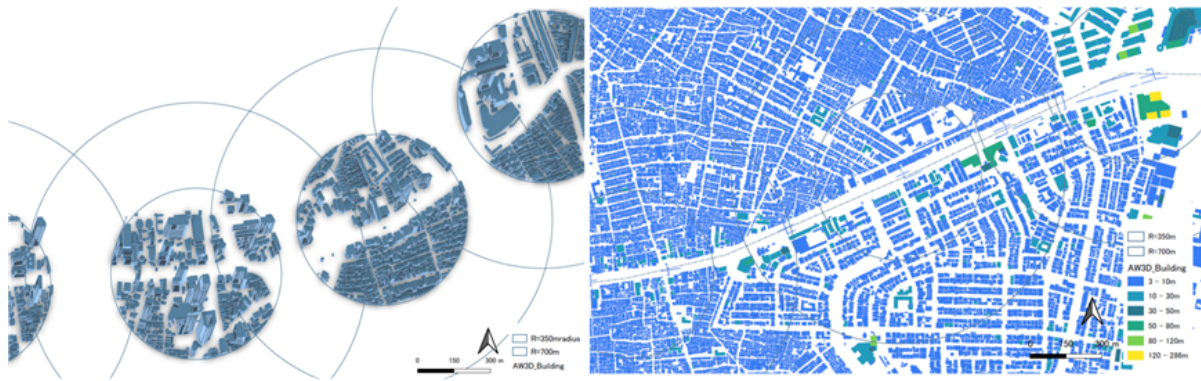 0 150 300 m
R=350mradius
R=700m
AW3D_Building
R=350m
R=700m
AW3D_Building
3 - 10m
10 - 30m
30 - 50m
50 - 80m
80 - 120m
120 - 286m
0 150 300 m